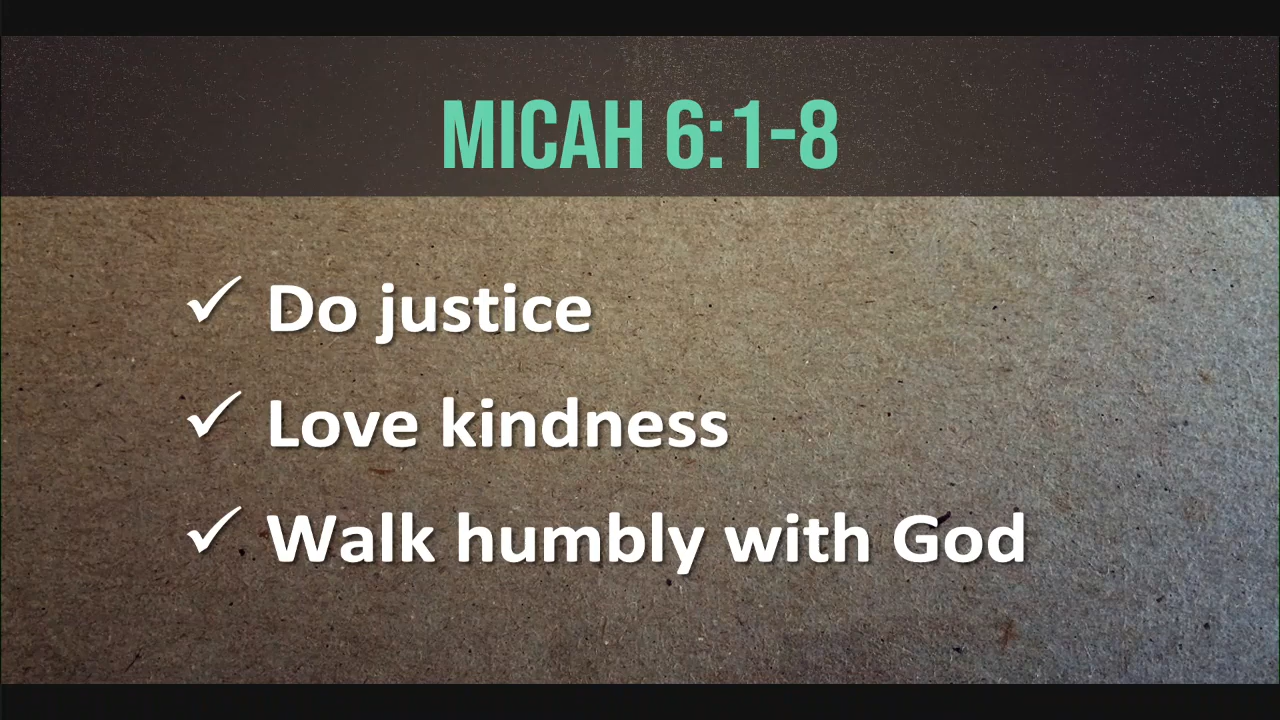 MICAH 6:1-8
✓ Do justice
✓ Love kindness
✓ Walk humbly with God